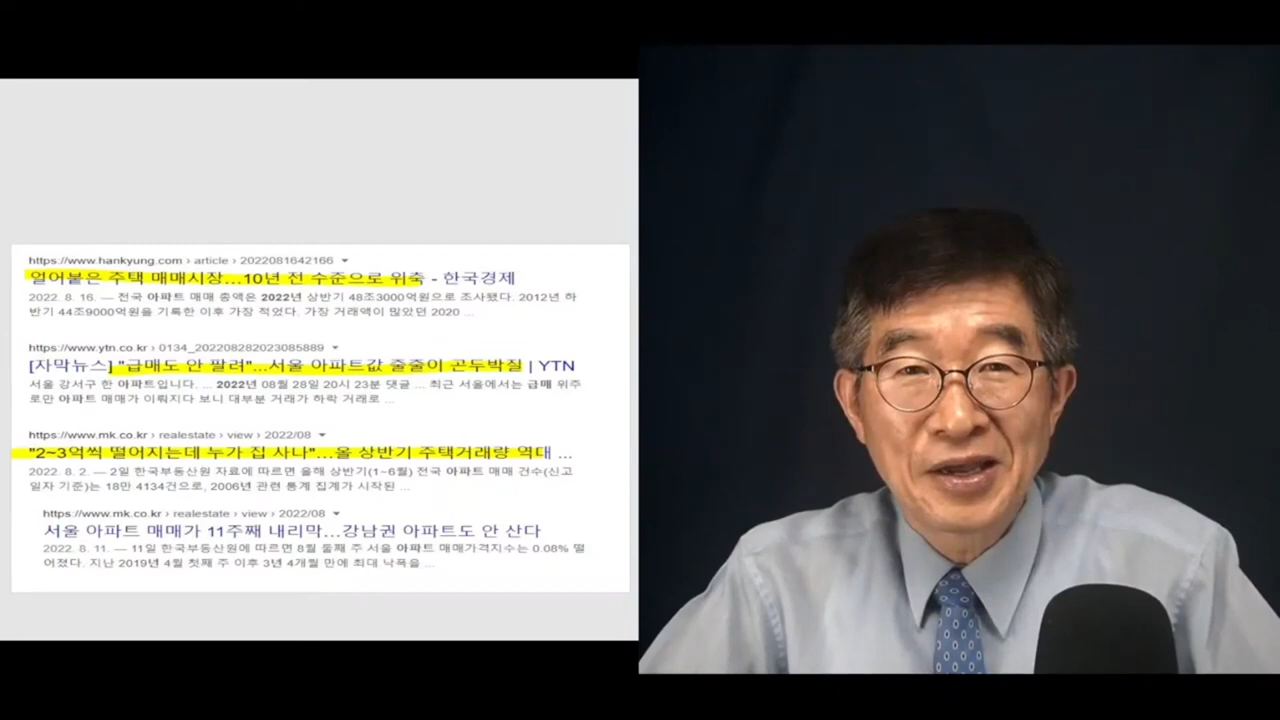 https://www.hankyung.com › article › 2022081642166
얼어붙은 주택 매매시장...10년 전 수준으로 위축 - 한국경제
2022. 8. 16. — 전국 아파트 매매 총액은 2022년 상반기 48조3000억원으로 조사됐다. 2012년 하
반기 44조9000억원을 기록한 이후 가장 적었다. 가장 거래액이 많았던 2020 ...
https://www.ytn.co.kr › 0134_202208282023085889
[자막뉴스] "급매도 안 팔려"...서울 아파트값 줄줄이 곤두박질 | YTN
서울 강서구 한 아파트입니다. ... 2022년 08월 28일 20시 23분 댓글 ... 최근 서울에서는 급매 위주
로만 아파트 매매가 이뤄지다 보니 대부분 거래가 하락 거래로 ...
https://www.mk.co.kr › realestate › view › 2022/08
"2~3억씩 떨어지는데 누가 집 사나"...올 상반기 주택거래량 역대 ...
2022. 8. 2. — 2일 한국부동산원 자료에 따르면 올해 상반기(1~6월) 전국 아파트 매매 건수(신고
일자 기준)는 18만 4134건으로, 2006년 관련 통계 집계가 시작된 ...
https://www.mk.co.kr › realestate › view › 2022/08
서울 아파트 매매가 11주째 내리막...강남권 아파트도 안 산다
2022. 8. 11. — 11일 한국부동산원에 따르면 8월 둘째 주 서울 아파트 매매가격지수는 0.08% 떨
어졌다. 지난 2019년 4월 첫째 주 이후 3년 4개월 만에 최대 낙폭을 ...